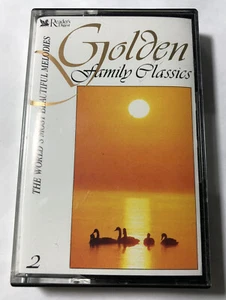 Reader's
Digest
Golden
Family Classics
THE WORLD'S MOST BEAUTIFUL MELODIES
2